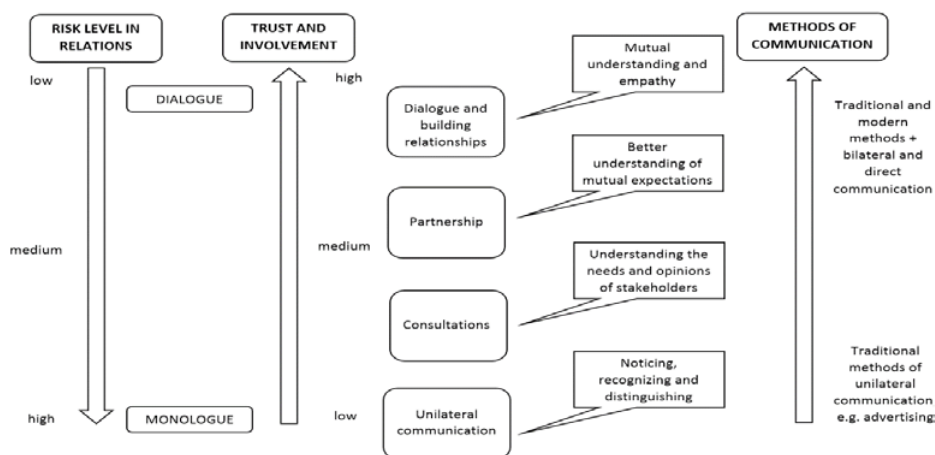 RISK LEVEL IN
RELATIONS
TRUST AND
INVOLVEMENT
METHODS OF
COMMUNICATION
low
high
DIALOGUE
Mutual
understanding and
empathy
Dialogue and
building
relationships
Traditional and
modern
methods +
bilateral and
direct
communication
Better
understanding of
mutual expectations
Partnership
medium
medium
Understanding the
needs and opinions
of stakeholders
Consultations
Noticing,
recognizing and
distinguishing
Traditional
methods of
unilateral
communication
e.g. advertising;
high
MONOLOGUE
low
Unilateral
communication